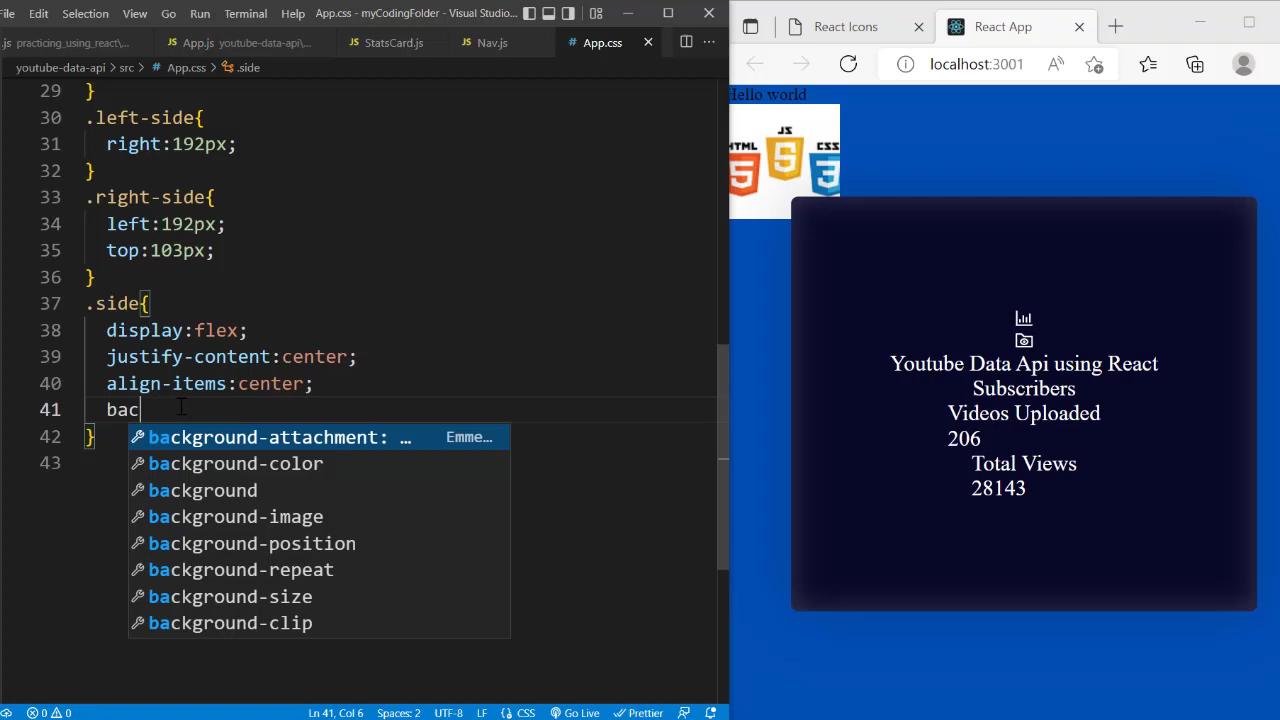 File Edit Selection View Go Run Terminal Help App.css - myCodingFolder - Visual Studio...
.js practicing_using_react\... App.js youtube-data-api\... StatsCard.js Nav.js # App.css
youtube-data-api > src > # App.css > .side
29 }
30 .left-side{
31 right:192px;
32 }
33 .right-side{
34 left:192px;
35 top:103px;
36 }
37 .side{
38 display:flex;
39 justify-content:center;
40 align-items:center;
41 bac
42 }
43
background-attachment: … Emme…
background-color
background
background-image
background-position
background-repeat
background-size
background-clip
0 0 Ln 41, Col 6 Spaces: 2 UTF-8 LF {} CSS Go Live Prettier
React Icons React App
localhost:3001
Hello world
HTML JS CSS
5 5 3
Youtube Data Api using React
Subscribers
Videos Uploaded
206
Total Views
28143